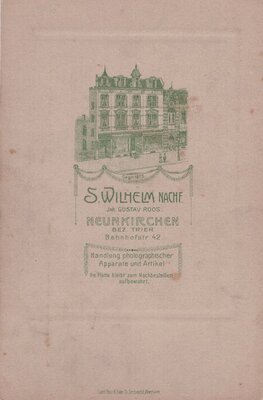 S. WILHELM NACHF.
Inh. GUSTAV ROOS.
NEUNKIRCHEN
BEZ. TRIER
Bahnhofstr. 42
Handlung photographischer
Apparate und Artikel
Die Platte bleibt zum Nachbestellen
aufbewahrt.